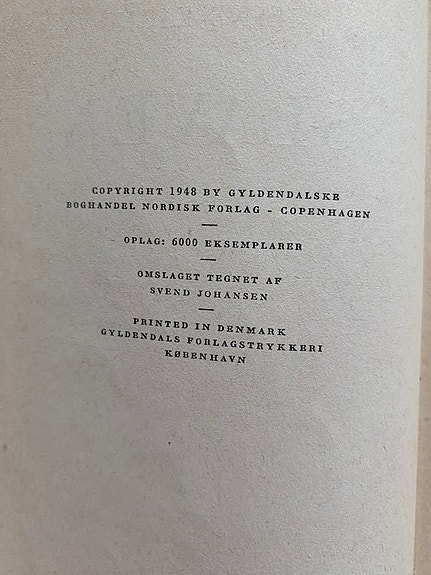 COPYRIGHT 1948 BY GYLDENDALSKE
BOGHANDEL NORDISK FORLAG - COPENHAGEN
OPLAG: 6000 EKSEMPLARER
OMSLAGET TEGNET AF
SVEND JOHANSEN
PRINTED IN DENMARK
GYLDENDALS FORLAGSTRYKKERI
KØBENHAVN